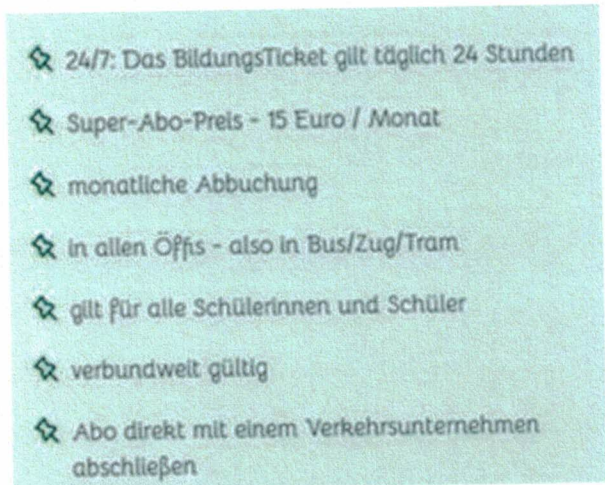 24/7: Das BildungsTicket gilt täglich 24 Stunden
Super-Abo-Preis - 15 Euro / Monat
monatliche Abbuchung
in allen Öffis - also in Bus/Zug/Tram
gilt für alle Schülerinnen und Schüler
verbundweit gültig
Abo direkt mit einem Verkehrsunternehmen
abschließen